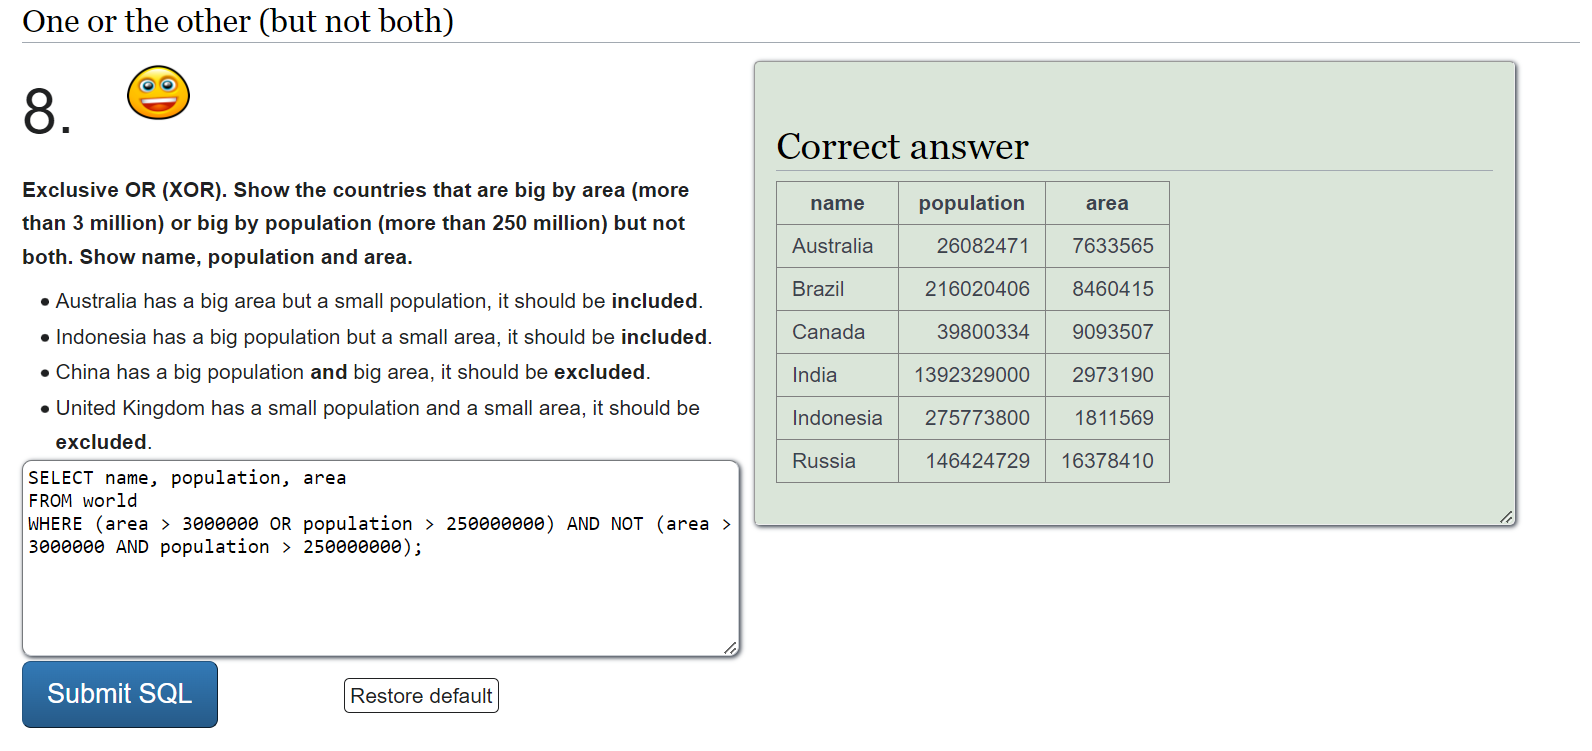 One or the other (but not both)
8.
Exclusive OR (XOR). Show the countries that are big by area (more
than 3 million) or big by population (more than 250 million) but not
both. Show name, population and area.
• Australia has a big area but a small population, it should be included.
• Indonesia has a big population but a small area, it should be included.
• China has a big population and big area, it should be excluded.
• United Kingdom has a small population and a small area, it should be
excluded.
SELECT name, population, area
FROM world
WHERE (area > 3000000 OR population > 250000000) AND NOT (area >
3000000 AND population > 250000000);
Submit SQL
Restore default
Correct answer
name population area
Australia 26082471 7633565
Brazil 216020406 8460415
Canada 39800334 9093507
India 1392329000 2973190
Indonesia 275773800 1811569
Russia 146424729 16378410